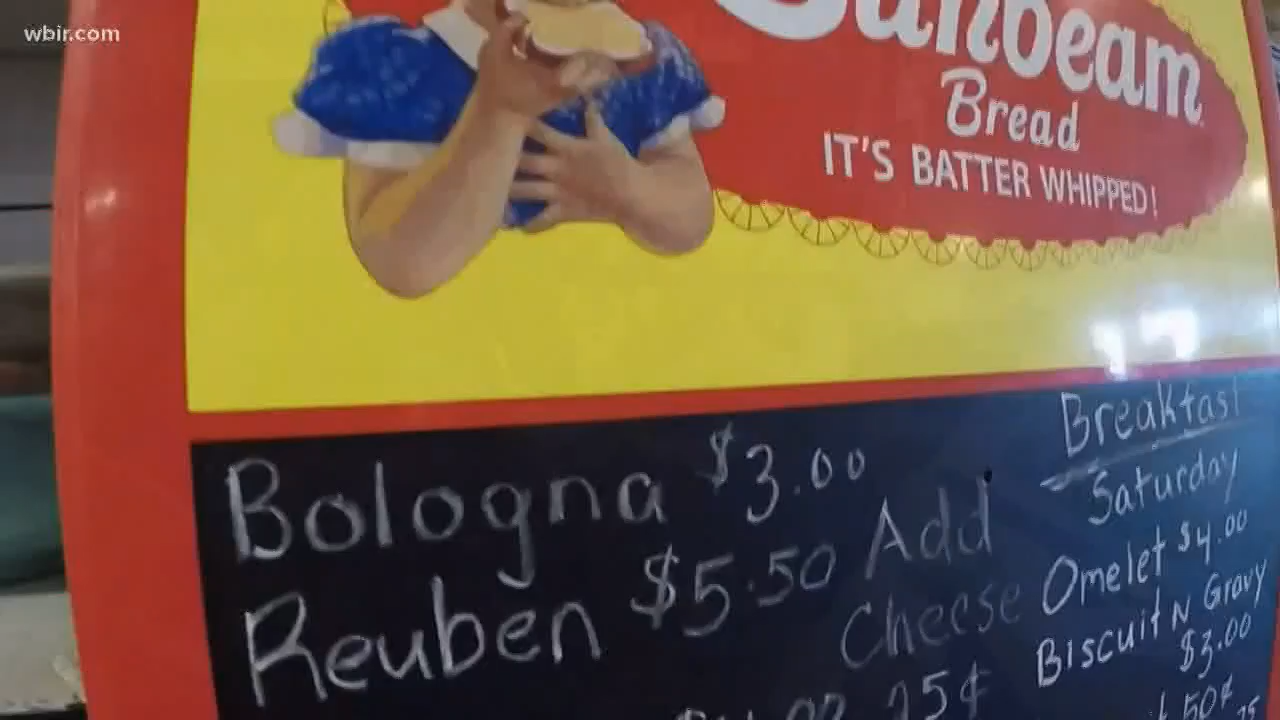 wbir.com
Sunbeam
Bread
IT'S BATTER WHIPPED!
Bologna $3.00
Reuben $5.50
Add
Cheese
25¢
Breakfast
Saturday
Omelet $4.00
Biscuit N Gravy
$3.00
50¢